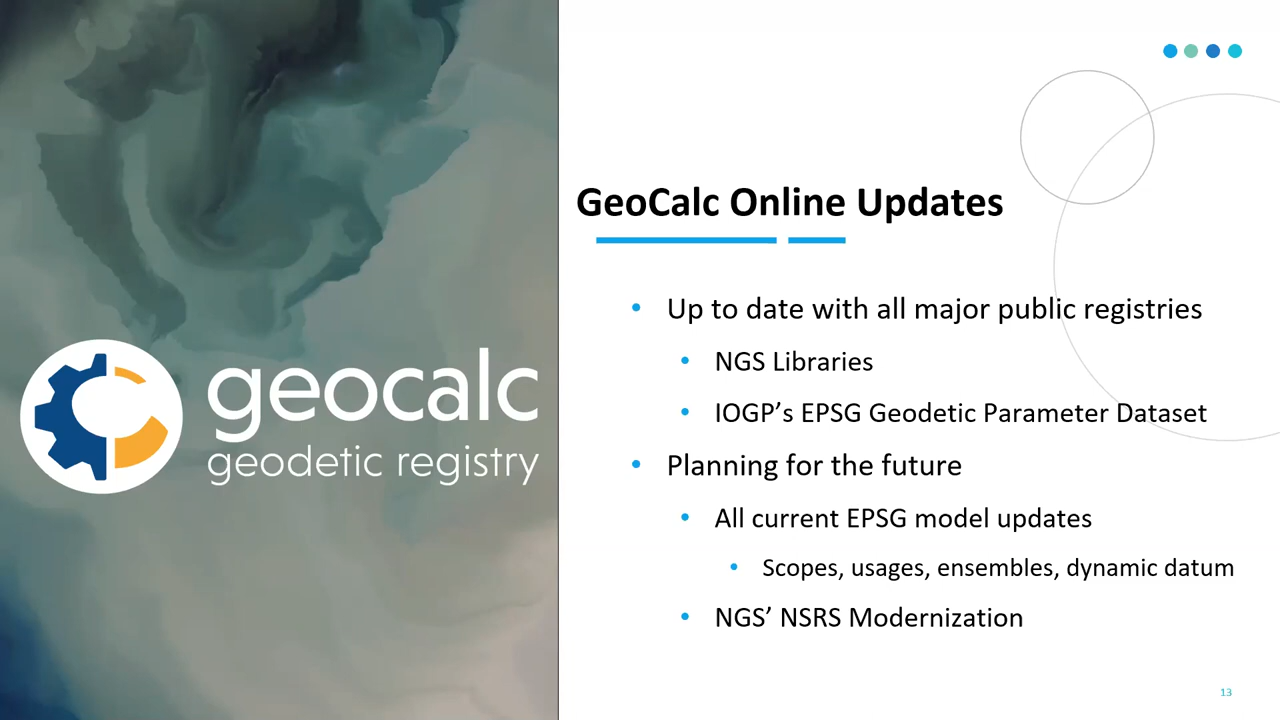 geocalc
geodetic registry
GeoCalc Online Updates
• Up to date with all major public registries
• NGS Libraries
• IOGP’s EPSG Geodetic Parameter Dataset
• Planning for the future
• All current EPSG model updates
• Scopes, usages, ensembles, dynamic datum
• NGS’ NSRS Modernization
13